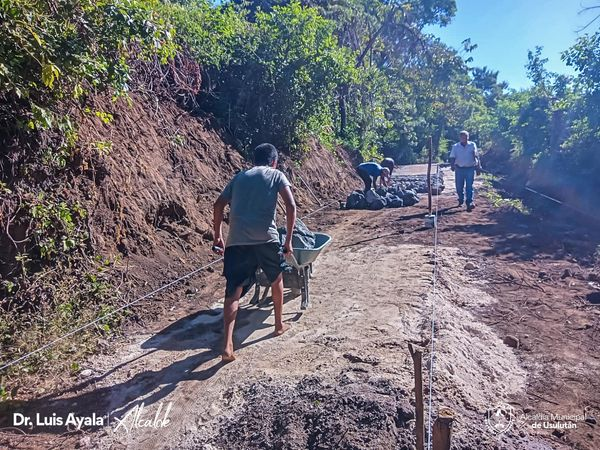 Dr. Luis Ayala
Alcalde
Alcaldía Municipal
de Usulután